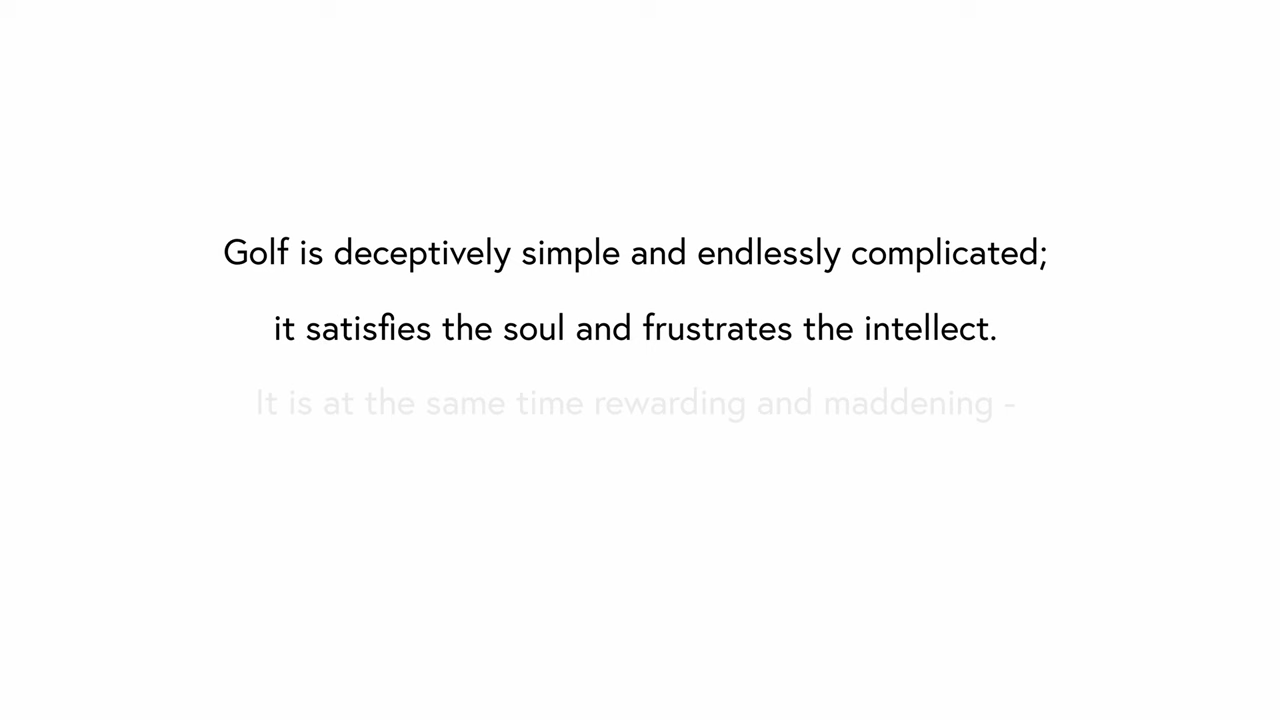 Golf is deceptively simple and endlessly complicated;
it satisfies the soul and frustrates the intellect.
It is at the same time rewarding and maddening -